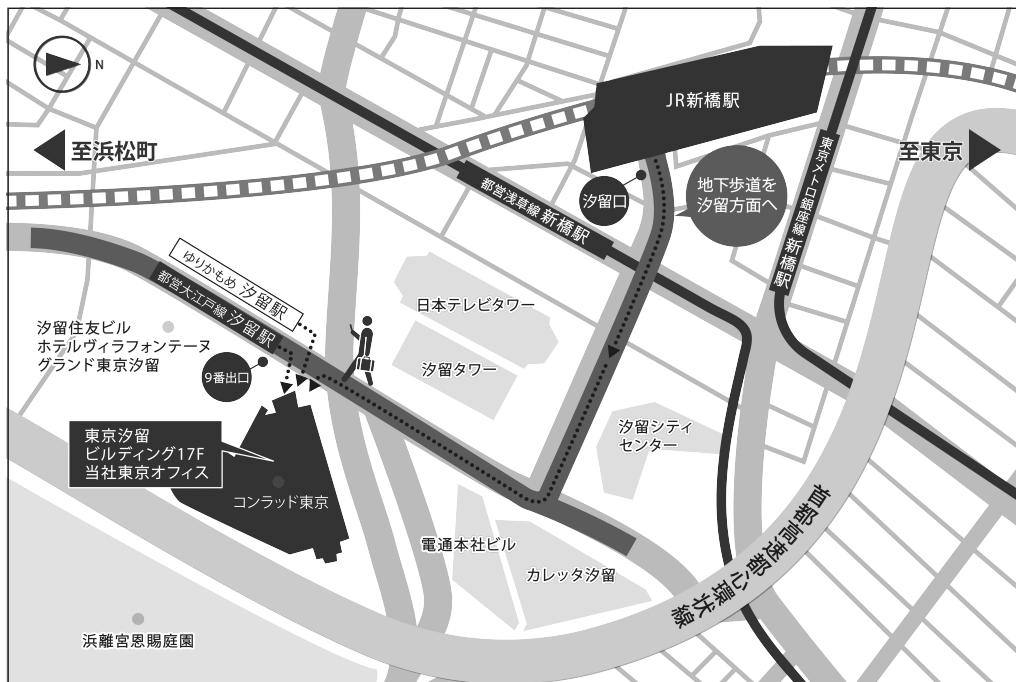 N
JR新橋駅
至浜松町
至東京
地下歩道を
汐留方面へ
汐留口
東京メトロ銀座線 新橋駅
都営浅草線 新橋駅
ゆりかもめ 汐留駅
都営大江戸線 汐留駅
日本テレビタワー
汐留住友ビル
ホテルヴィラフォンテーヌ
グランド東京汐留
汐留タワー
9番出口
汐留シティ
センター
東京汐留
ビルディング17F
当社東京オフィス
コンラッド東京
首都高速都心環状線
電通本社ビル
カレッタ汐留
浜離宮恩賜庭園